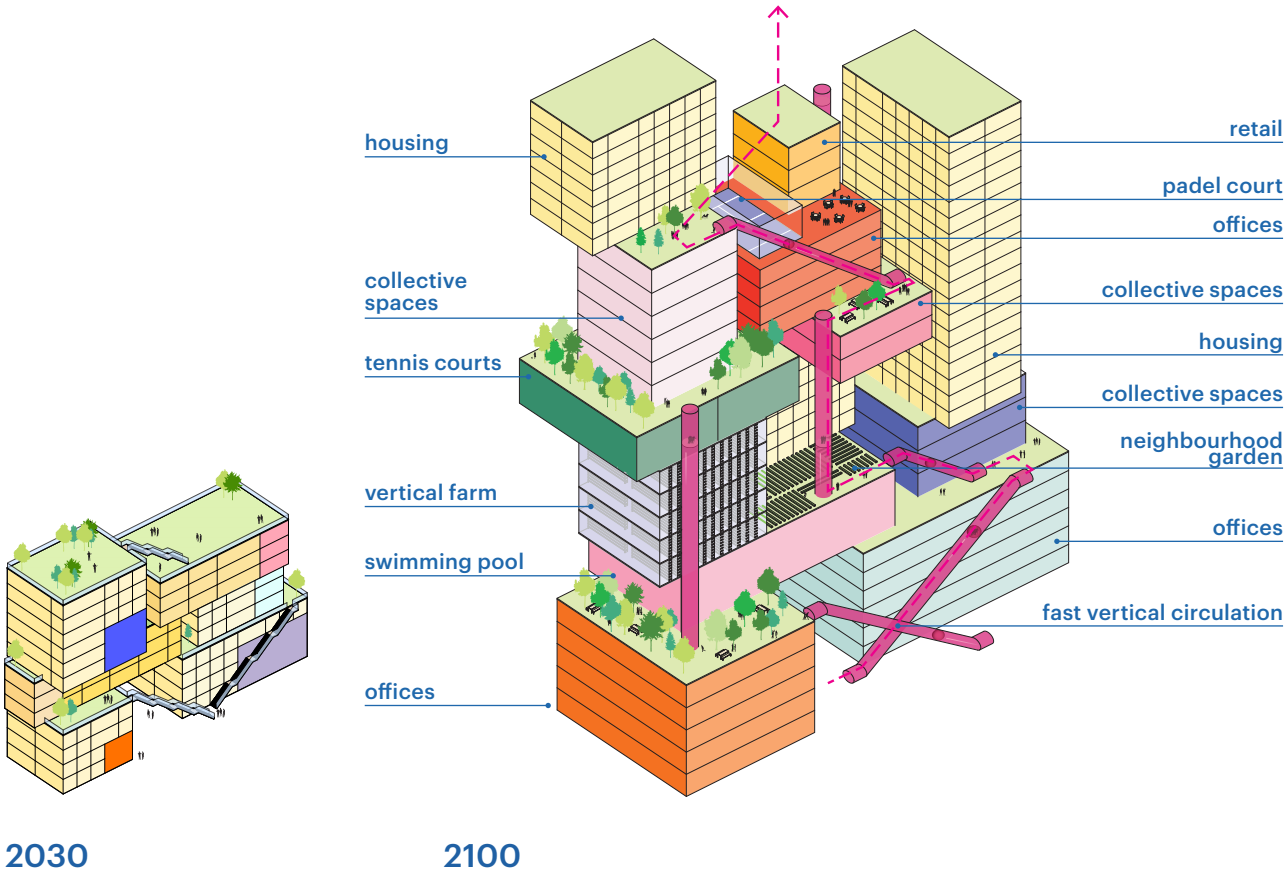 housing
collective
spaces
tennis courts
vertical farm
swimming pool
offices
retail
padel court
offices
collective spaces
housing
collective spaces
neighbourhood
garden
offices
fast vertical circulation
2030
2100